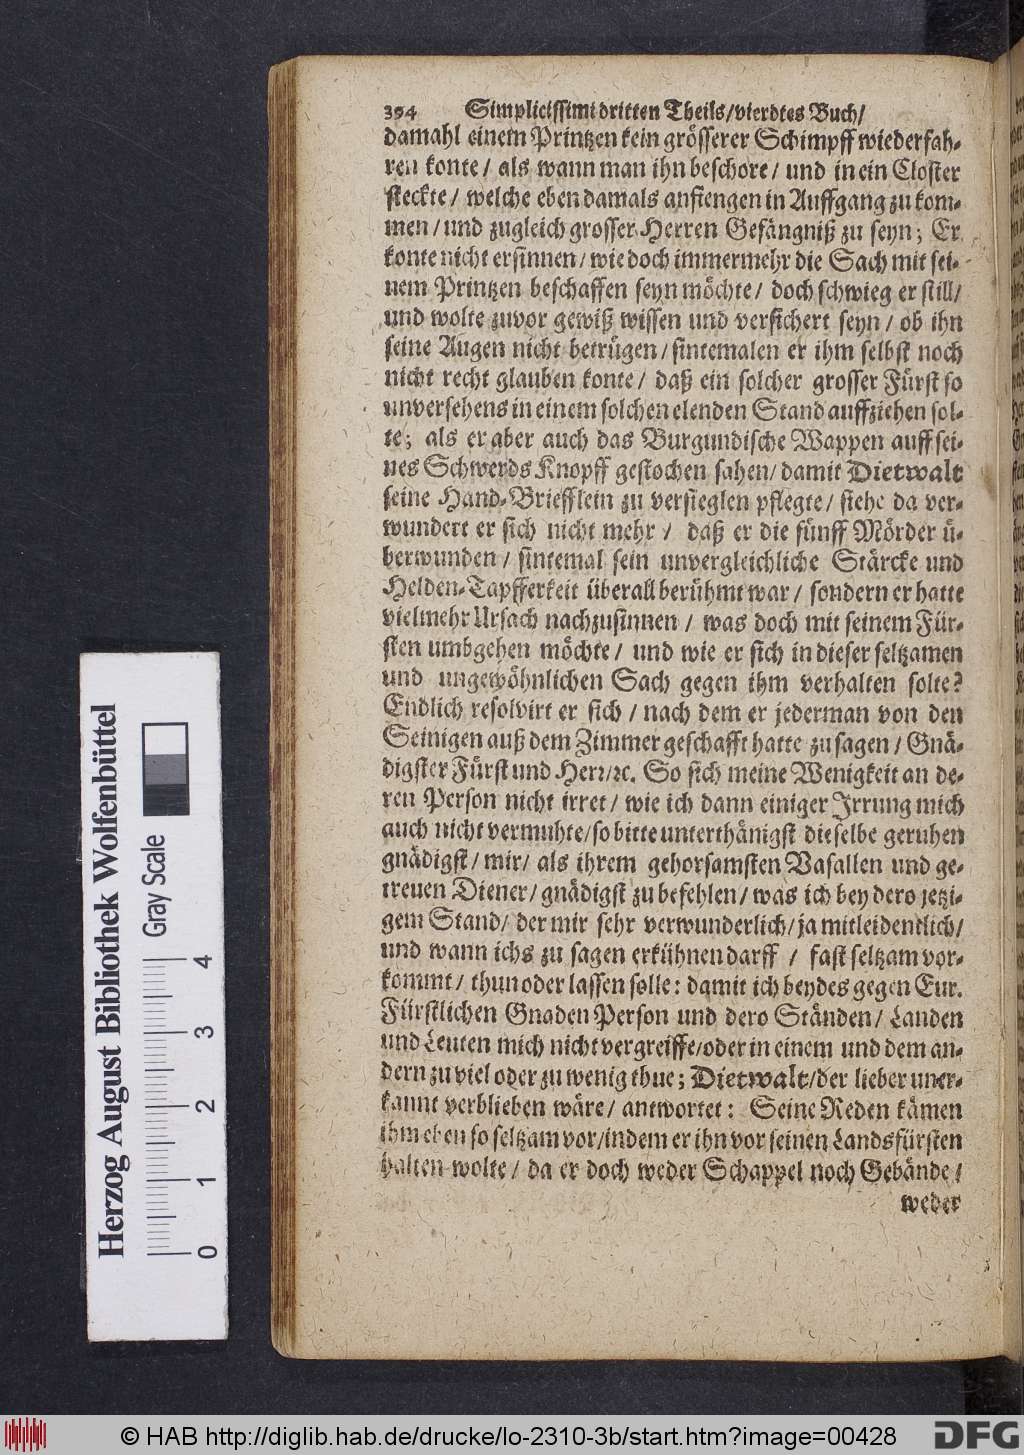 394 Simplicissimi dritten Theils/vierdtes Buch/
damahl einem Printzen kein grösserer Schimpff wiederfah-
ren konte/ als wann man ihn beschore/ und in ein Closter
steckte/ welche eben damals anfiengen in Auffgang zu kom-
men/und zugleich grosser Herren Gefängniß zu seyn; Er
konte nicht ersinnen/wie doch immermehr die Sach mit sei-
nem Printzen beschaffen seyn möchte/ doch schwieg er still/
und wolte zuvor gewiß wissen und versichert seyn/ ob ihn
seine Augen nicht betrügen/sintemalen er ihm selbst noch
nicht recht glauben konte/ daß ein solcher grosser Fürst so
unversehens in einem solchen elenden Stand auffziehen sol-
te; als er aber auch das Burgundische Wappen auff sei-
nes Schwerds Knopff gestochen sahen/damit Dietwalt
seine Hand-Briefflein zu versieglen pflegte/ siehe da ver-
wundert er sich nicht mehr/ daß er die fünff Mörder ü-
berwunden/ sintemal sein unvergleichliche Stärcke und
Helden-Tapfferkeit überall berühmt war/ sondern er hatte
vielmehr Ursach nachzusinnen/ was doch mit seinem Für-
sten umbgehen möchte/ und wie er sich in dieser seltzamen
und ungewöhnlichen Sach gegen ihm verhalten solte?
Endlich resolvirt er sich/nach dem er jederman von den
Seinigen auß dem Zimmer geschafft hatte zu sagen/ Gnä-
digster Fürst und Herr/ꝛc. So sich meine Wenigkeit an de-
ren Person nicht irret/ wie ich dann einiger Irrung mich
auch nicht vermuhte/so bitte unterthänigst dieselbe geruhen
gnädigst/mir/ als ihrem gehorsamsten Vasallen und ge-
treuen Diener/gnädigst zu befehlen/was ich bey dero jetzi-
gem Stand/ der mir sehr verwunderlich/ja mitleidentlich/
und wann ichs zu sagen erkühnen darff/ fast seltzam vor-
kommt/ thun oder lassen solle: damit ich beydes gegen Eur.
Fürstlichen Gnaden Person und dero Ständen/ Landen
und Leuten mich nicht vergreiffe/oder in einem und dem an-
dern zu viel oder zu wenig thue; Dietwalt/der lieber uner-
kannt verblieben wäre/ antwortet: Seine Reden kämen
ihm eben so seltzam vor/indem er ihn vor seinen Landsfürsten
halten wolte/ da er doch weder Schappel noch Gebände/
weder
Herzog August Bibliothek Wolfenbüttel
Gray Scale
0 1 2 3 4
© HAB http://diglib.hab.de/drucke/lo-2310-3b/start.htm?image=00428
DFG